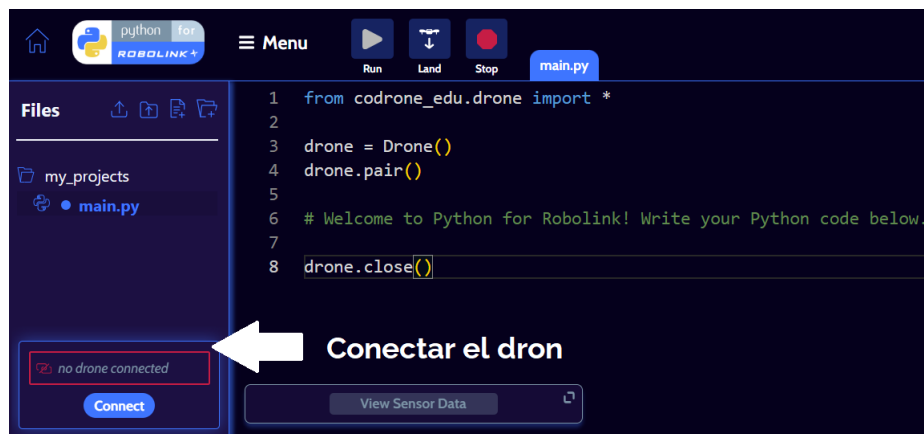 python for
ROBOLINK+
Menu
Run
Land
Stop
main.py
Files
my_projects
main.py
1 from codrone_edu.drone import *
2
3 drone = Drone()
4 drone.pair()
5
6 # Welcome to Python for Robolink! Write your Python code below.
7
8 drone.close()
Conectar el dron
no drone connected
Connect
View Sensor Data